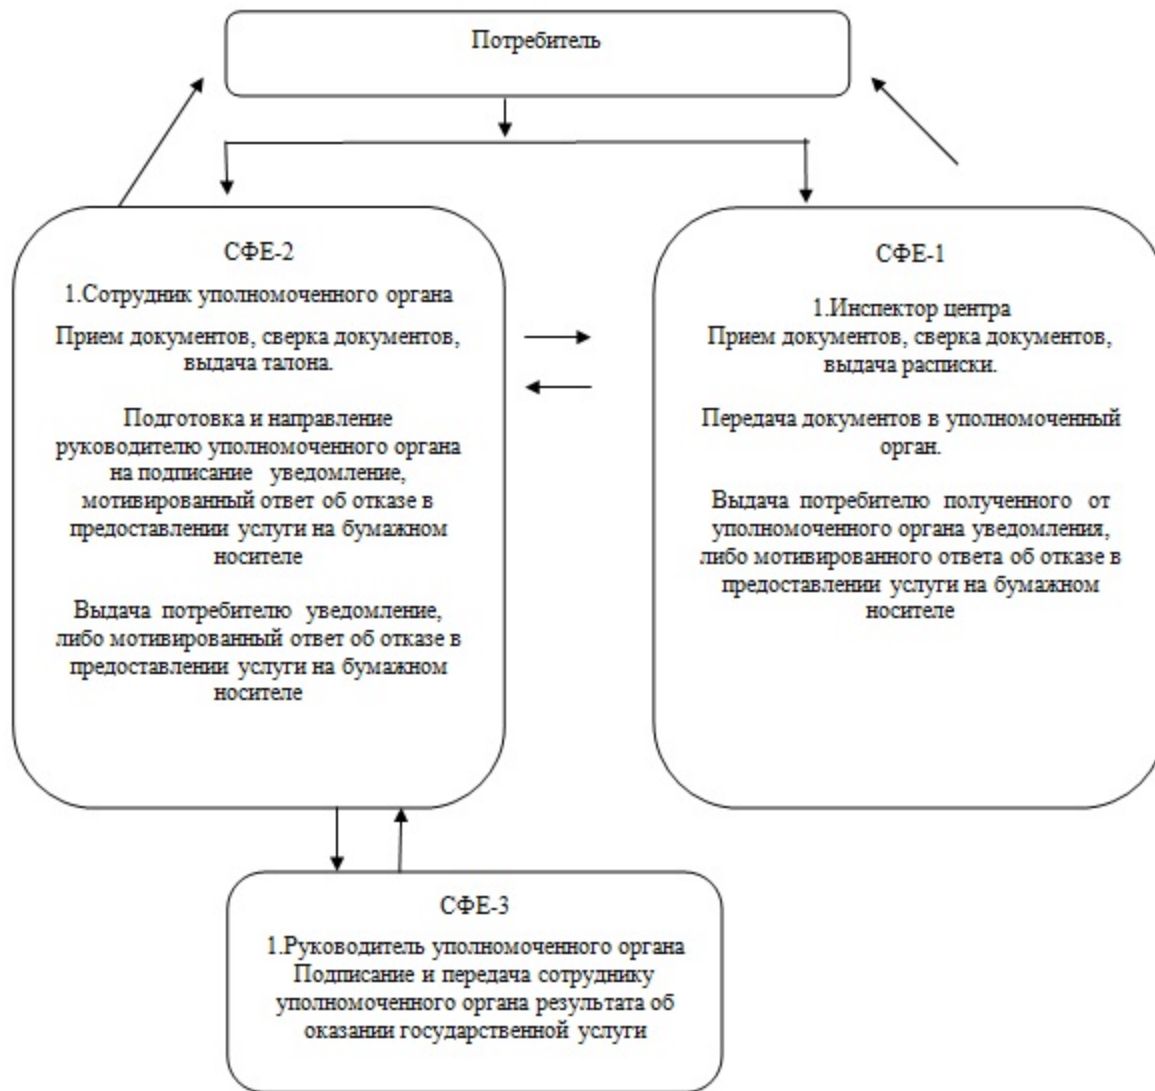 Потребитель
СФЕ-2
1.Сотрудник уполномоченного органа
Прием документов, сверка документов,
выдача талона.
Подготовка и направление
руководителю уполномоченного органа
на подписание уведомление,
мотивированный ответ об отказе в
предоставлении услуги на бумажном
носителе
Выдача потребителю уведомление,
либо мотивированный ответ об отказе в
предоставлении услуги на бумажном
носителе
СФЕ-1
1.Инспектор центра
Прием документов, сверка документов,
выдача расписки.
Передача документов в уполномоченный
орган.
Выдача потребителю полученного от
уполномоченного органа уведомления,
либо мотивированного ответа об отказе в
предоставлении услуги на бумажном
носителе
СФЕ-3
1.Руководитель уполномоченного органа
Подписание и передача сотруднику
уполномоченного органа результата об
оказании государственной услуги